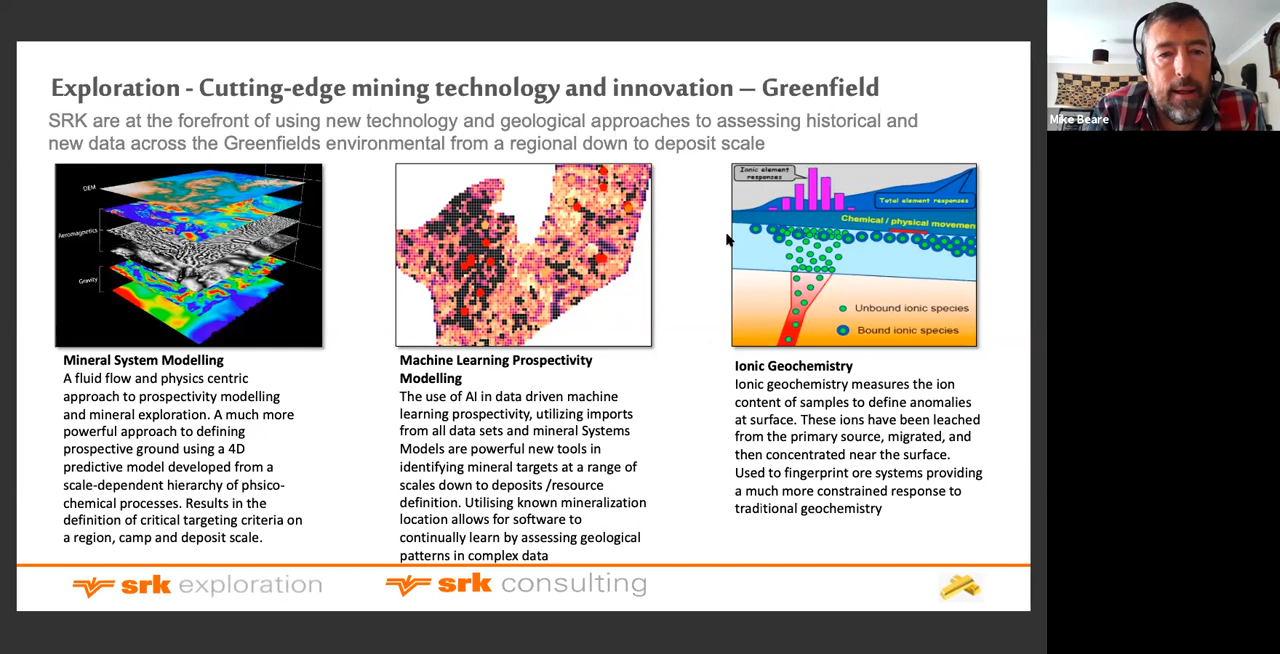 Exploration - Cutting-edge mining technology and innovation – Greenfield
SRK are at the forefront of using new technology and geological approaches to assessing historical and
new data across the Greenfields environmental from a regional down to deposit scale
DEM
Aeromagnetics
Gravity
Mineral System Modelling
A fluid flow and physics centric
approach to prospectivity modelling
and mineral exploration. A much more
powerful approach to defining
prospective ground using a 4D
predictive model developed from a
scale-dependent hierarchy of phsico-
chemical processes. Results in the
definition of critical targeting criteria on
a region, camp and deposit scale.
Machine Learning Prospectivity
Modelling
The use of AI in data driven machine
learning prospectivity, utilizing imports
from all data sets and mineral Systems
Models are powerful new tools in
identifying mineral targets at a range of
scales down to deposits /resource
definition. Utilising known mineralization
location allows for software to
continually learn by assessing geological
patterns in complex data
Ionic element
responses
Total element responses
Chemical / physical movemen
Unbound ionic species
Bound ionic species
Ionic Geochemistry
Ionic geochemistry measures the ion
content of samples to define anomalies
at surface. These ions have been leached
from the primary source, migrated, and
then concentrated near the surface.
Used to fingerprint ore systems providing
a much more constrained response to
traditional geochemistry
srk exploration
srk consulting
Mike Beare